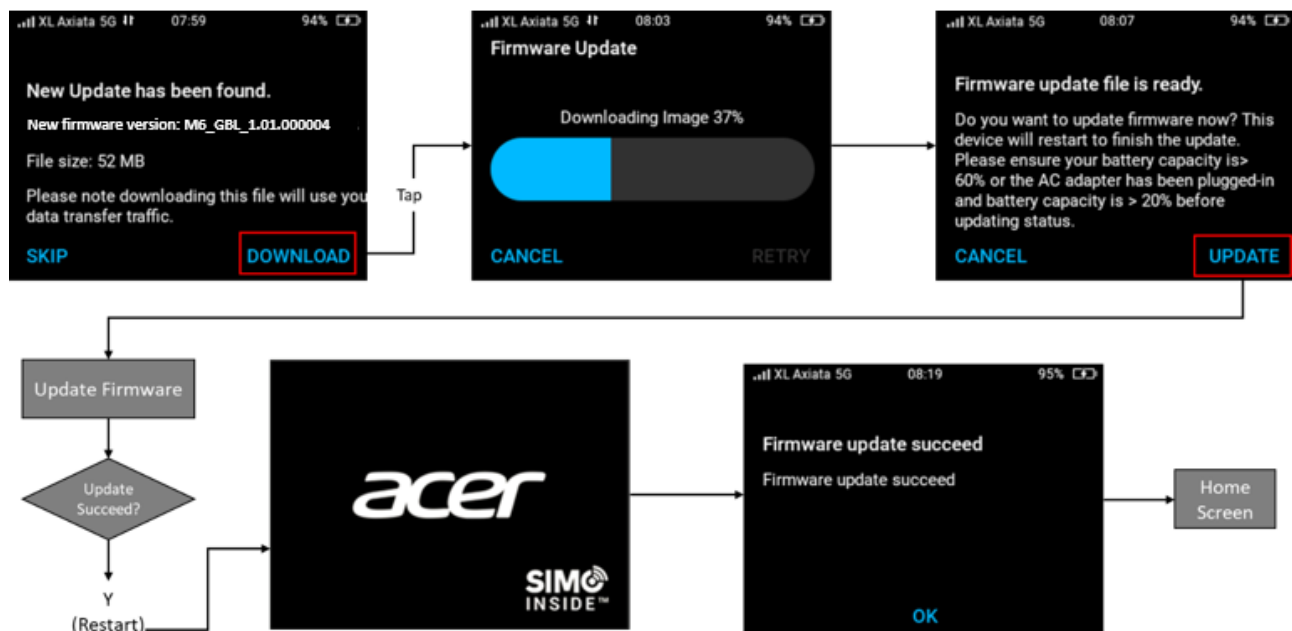 XL Axiata 5G 07:59 94%
New Update has been found.
New firmware version: M6_GBL_1.01.000004
File size: 52 MB
Please note downloading this file will use you
data transfer traffic.
SKIP DOWNLOAD
Tap
XL Axiata 5G 08:03 94%
Firmware Update
Downloading Image 37%
CANCEL RETRY
XL Axiata 5G 08:07 94%
Firmware update file is ready.
Do you want to update firmware now? This
device will restart to finish the update.
Please ensure your battery capacity is>
60% or the AC adapter has been plugged-in
and battery capacity is > 20% before
updating status.
CANCEL UPDATE
Update Firmware
Update
Succeed?
Y
(Restart)
acer
SIMO
INSIDE™
XL Axiata 5G 08:19 95%
Firmware update succeed
Firmware update succeed
OK
Home
Screen